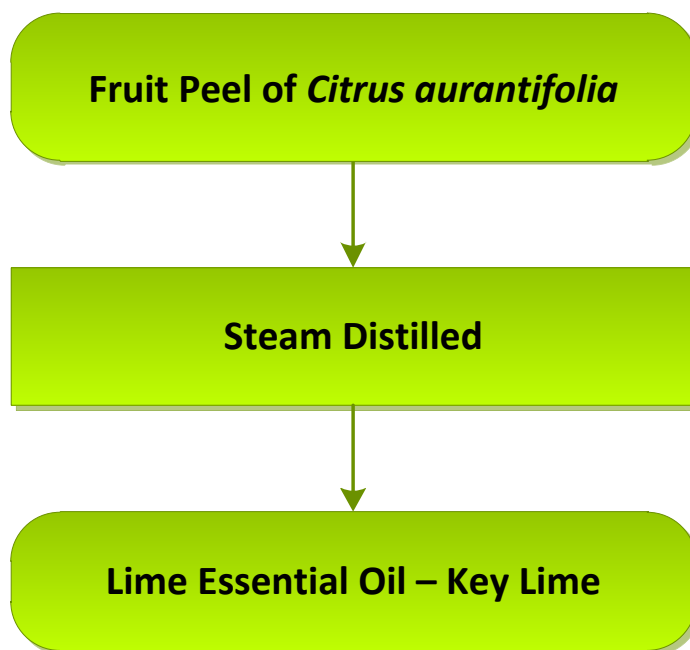 Fruit Peel of Citrus aurantifolia
Steam Distilled
Lime Essential Oil – Key Lime